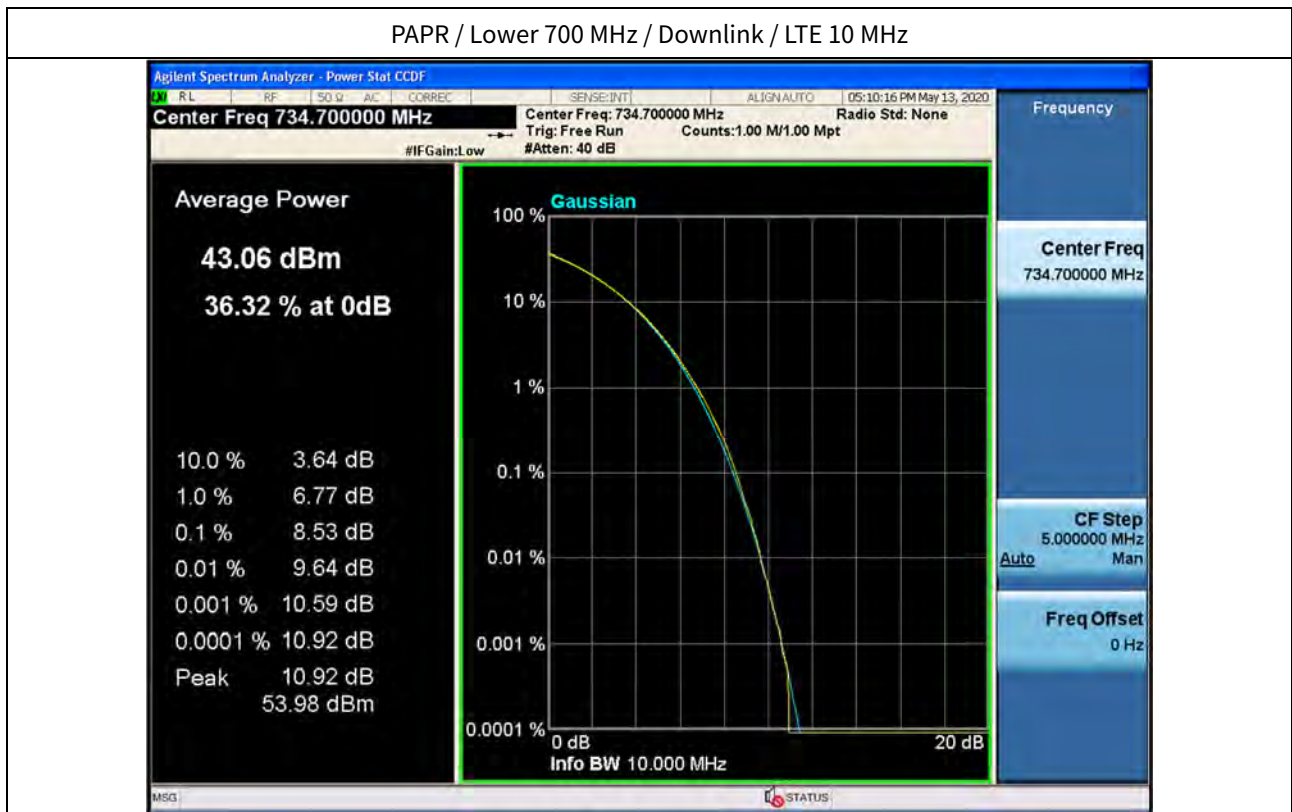 PAPR / Lower 700 MHz / Downlink / LTE 10 MHz
Agilent Spectrum Analyzer - Power Stat CCDF
RL RF 50 Ω AC CORREC SENSE:INT ALIGN AUTO 05:10:16 PM May 13, 2020
Center Freq 734.700000 MHz
#IFGain:Low
Center Freq: 734.700000 MHz Radio Std: None
Trig: Free Run Counts:1.00 M/1.00 Mpt
#Atten: 40 dB
Average Power
43.06 dBm
36.32 % at 0dB
10.0 % 3.64 dB
1.0 % 6.77 dB
0.1 % 8.53 dB
0.01 % 9.64 dB
0.001 % 10.59 dB
0.0001 % 10.92 dB
Peak 10.92 dB
53.98 dBm
Gaussian
100 %
10 %
1 %
0.1 %
0.01 %
0.001 %
0.0001 %
0 dB 20 dB
Info BW 10.000 MHz
Frequency
Center Freq
734.700000 MHz
CF Step
5.000000 MHz
Auto Man
Freq Offset
0 Hz
MSG STATUS